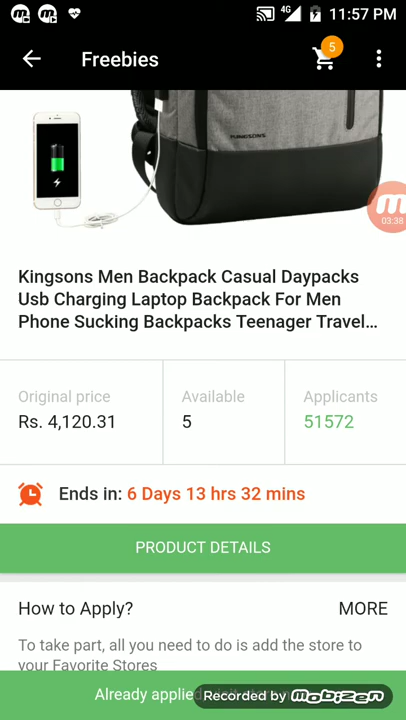 4G 11:57 PM
Freebies
5
KINGSONS
03:38
Kingsons Men Backpack Casual Daypacks
Usb Charging Laptop Backpack For Men
Phone Sucking Backpacks Teenager Travel...
Original price
Available
Applicants
Rs. 4,120.31
5
51572
Ends in: 6 Days 13 hrs 32 mins
PRODUCT DETAILS
How to Apply?
MORE
To take part, all you need to do is add the store to
your Favorite Stores
Already applied
Recorded by mobizen